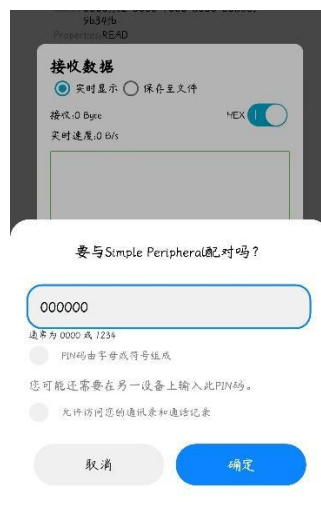 Properties:READ
接收数据
实时显示 保存至文件
接收:0 Byte HEX
实时速度:0 B/s
要与Simple Peripheral配对吗？
000000
通常为 0000 或 1234
PIN码由字母或符号组成
您可能还需要在另一设备上输入此PIN码。
允许访问您的通讯录和通话记录
取消 确定